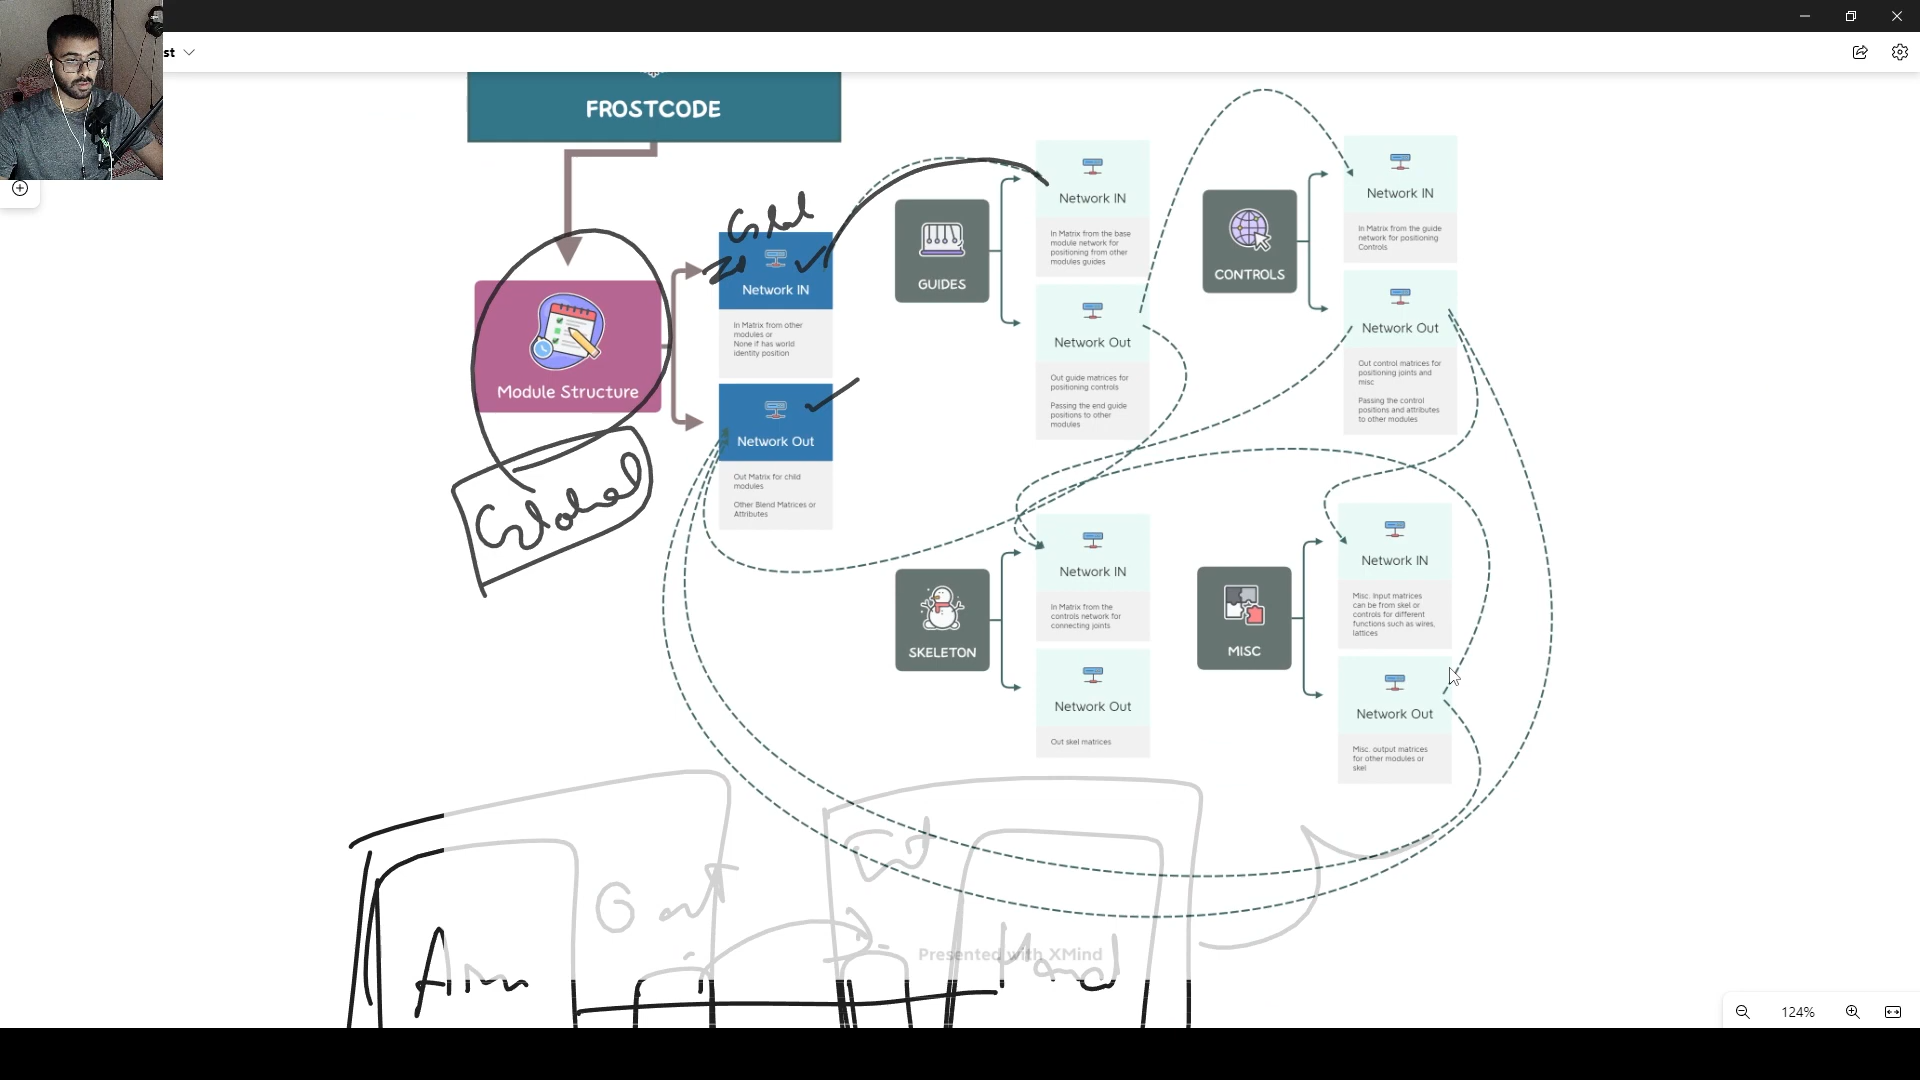 st
FROSTCODE
Module Structure
Global
Network IN
In Matrix from other
modules or
None if has world
identity position
Network Out
Out Matrix for child
modules
Other Blend Matrices or
Attributes
GUIDES
Network IN
In Matrix from the base
module network for
positioning from other
modules guides
Network Out
Out guide matrices for
positioning controls
Passing the end guide
positions to other
modules
CONTROLS
Network IN
In Matrix from the guide
network for positioning
Controls
Network Out
Out control matrices for
positioning joints and
misc
Passing the control
positions and attributes
to other modules
SKELETON
Network IN
In Matrix from the
controls network for
connecting joints
Network Out
Out skel matrices
MISC
Network IN
Misc. Input matrices
can be from skel or
controls for different
functions such as wires,
lattices
Network Out
Misc. output matrices
for other modules or
skel
Arm
Hand
Presented with XMind
124%